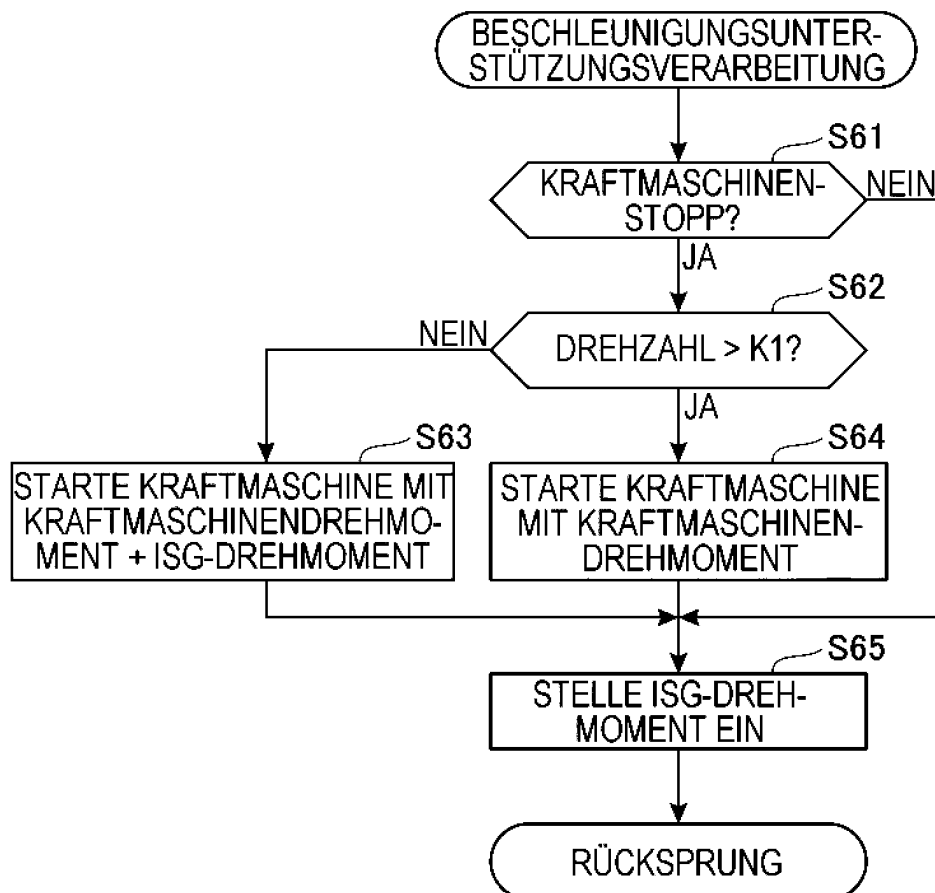 BESCHLEUNIGUNGSUNTER-
STÜTZUNGSVERARBEITUNG
S61
KRAFTMASCHINEN-
STOPP?
NEIN
JA
S62
NEIN
DREHZAHL > K1?
JA
S63
STARTE KRAFTMASCHINE MIT
KRAFTMASCHINENDREHMO-
MENT + ISG-DREHMOMENT
S64
STARTE KRAFTMASCHINE
MIT KRAFTMASCHINEN-
DREHMOMENT
S65
STELLE ISG-DREH-
MOMENT EIN
RÜCKSPRUNG